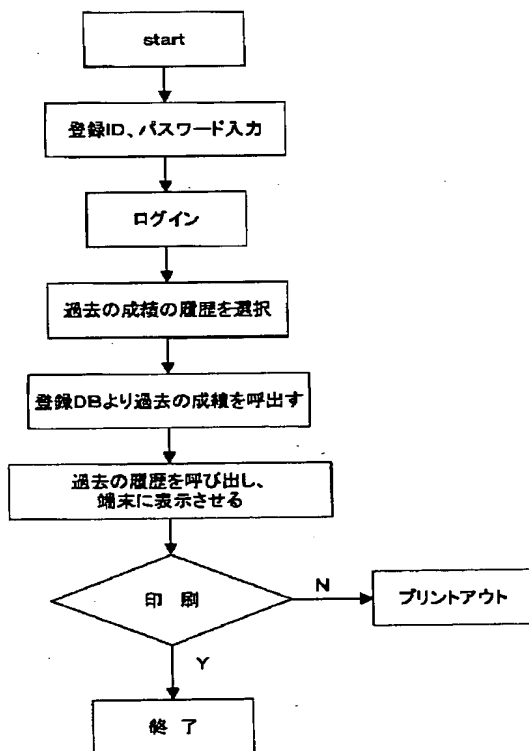 start
登録ID、パスワード入力
ログイン
過去の成績の履歴を選択
登録DBより過去の成績を呼出す
過去の履歴を呼び出し、
端末に表示させる
印 刷
N
プリントアウト
Y
終 了